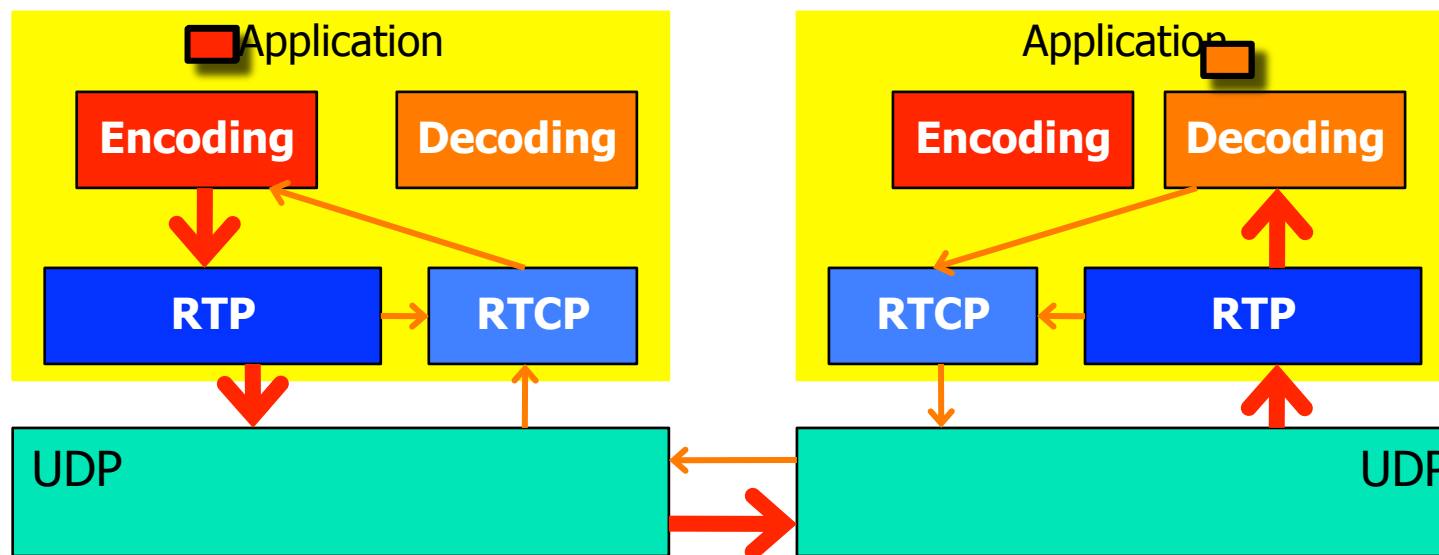 Application
Encoding Decoding
RTP RTCP
UDP
Application
Encoding Decoding
RTCP RTP
UDP